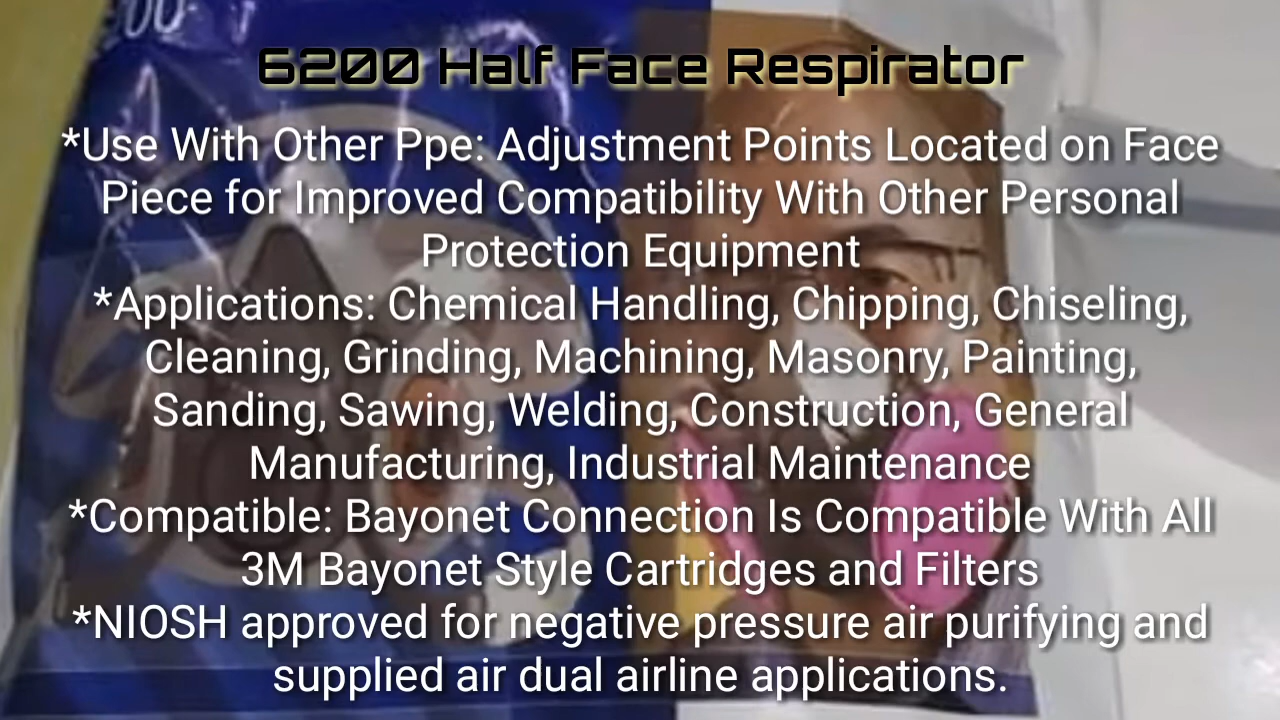 00
6200 Half Face Respirator
*Use With Other Ppe: Adjustment Points Located on Face
Piece for Improved Compatibility With Other Personal
Protection Equipment
*Applications: Chemical Handling, Chipping, Chiseling,
Cleaning, Grinding, Machining, Masonry, Painting,
Sanding, Sawing, Welding, Construction, General
Manufacturing, Industrial Maintenance
*Compatible: Bayonet Connection Is Compatible With All
3M Bayonet Style Cartridges and Filters
*NIOSH approved for negative pressure air purifying and
supplied air dual airline applications.